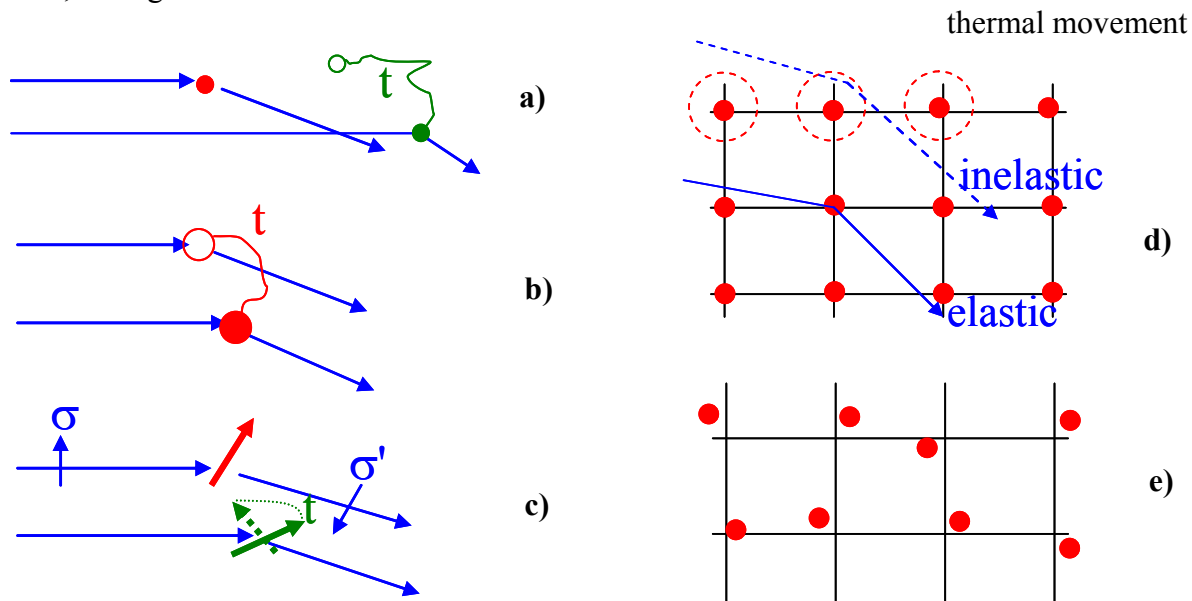 thermal movement
t
a)
t
b)
σ
σ'
t
c)
inelastic
elastic
d)
e)